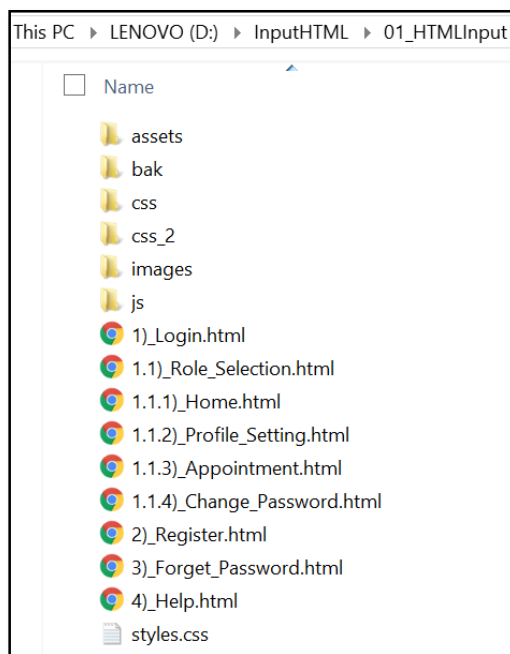 This PC LENOVO (D:) InputHTML 01_HTMLInput
Name
assets
bak
css
css_2
images
js
1)_Login.html
1.1)_Role_Selection.html
1.1.1)_Home.html
1.1.2)_Profile_Setting.html
1.1.3)_Appointment.html
1.1.4)_Change_Password.html
2)_Register.html
3)_Forget_Password.html
4)_Help.html
styles.css